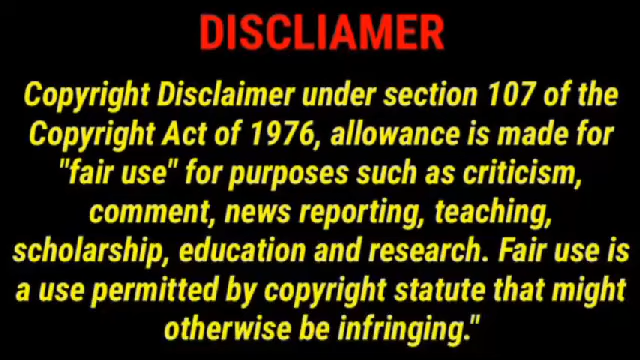 DISCLIAMER
Copyright Disclaimer under section 107 of the
Copyright Act of 1976, allowance is made for
"fair use" for purposes such as criticism,
comment, news reporting, teaching,
scholarship, education and research. Fair use is
a use permitted by copyright statute that might
otherwise be infringing."